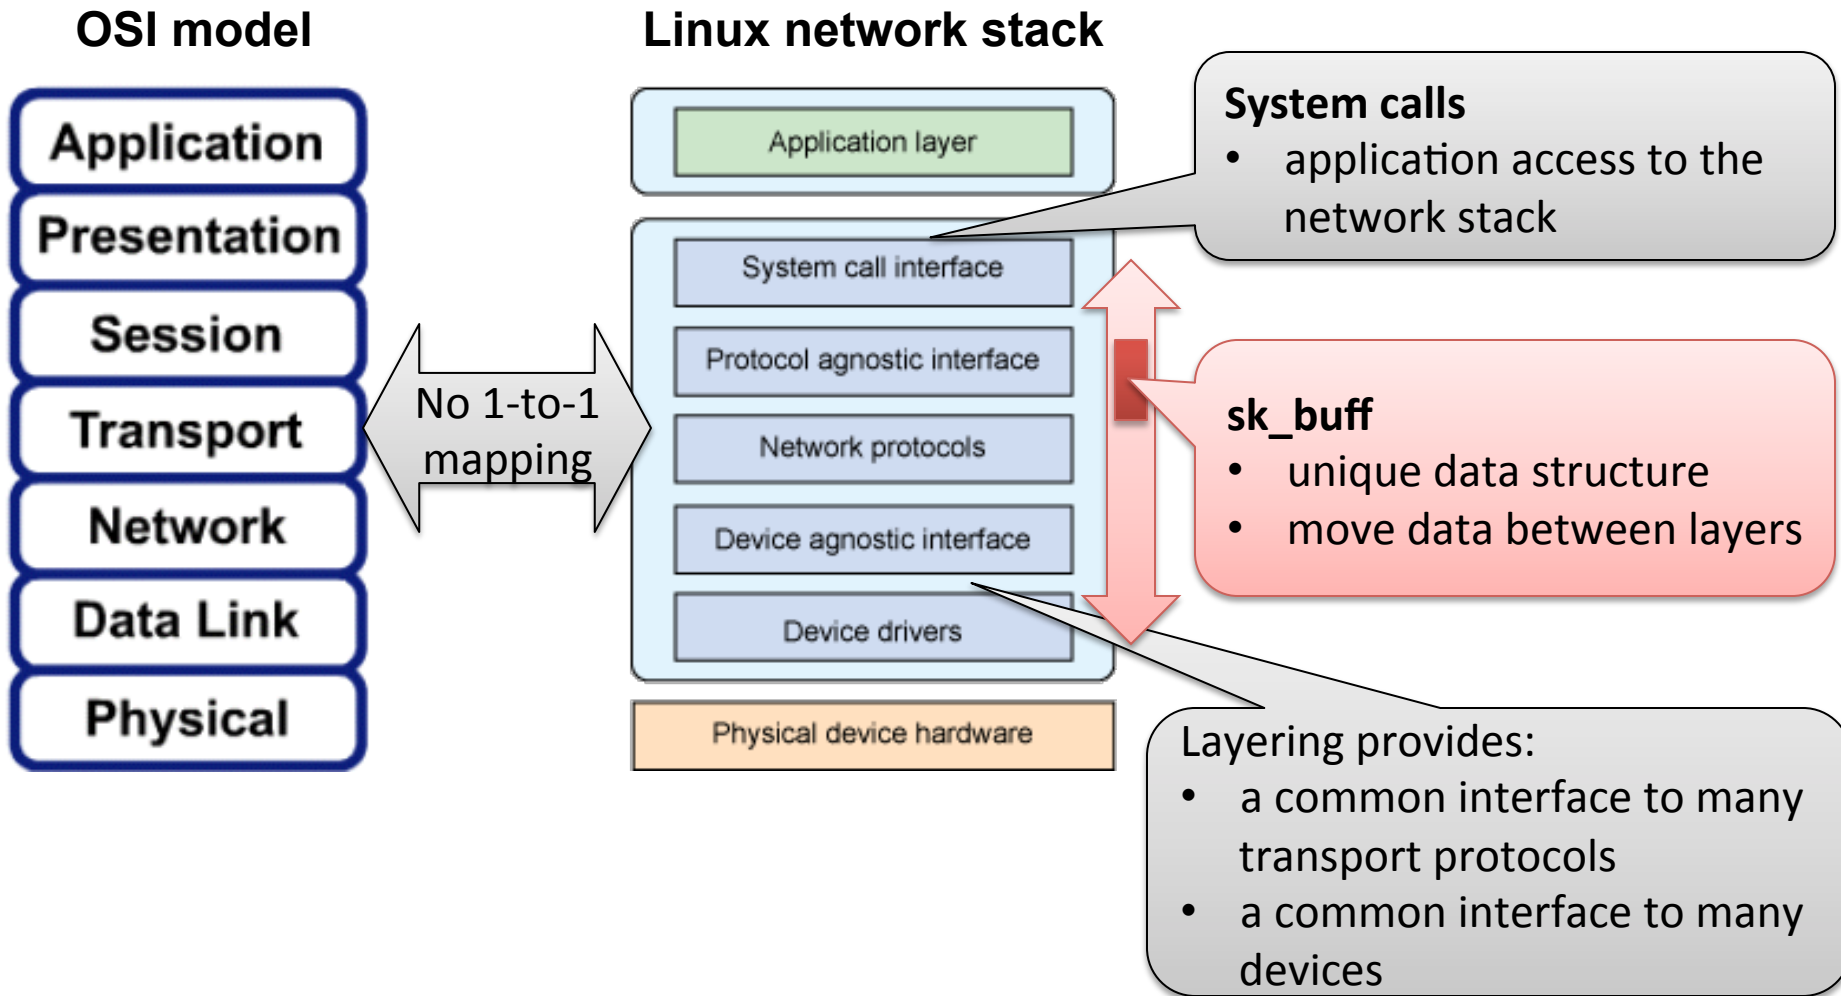 OSI model
Linux network stack
Application
Presentation
Session
Transport
Network
Data Link
Physical
No 1-to-1
mapping
Application layer
System call interface
Protocol agnostic interface
Network protocols
Device agnostic interface
Device drivers
Physical device hardware
System calls
• application access to the
network stack
sk_buff
• unique data structure
• move data between layers
Layering provides:
• a common interface to many
transport protocols
• a common interface to many
devices